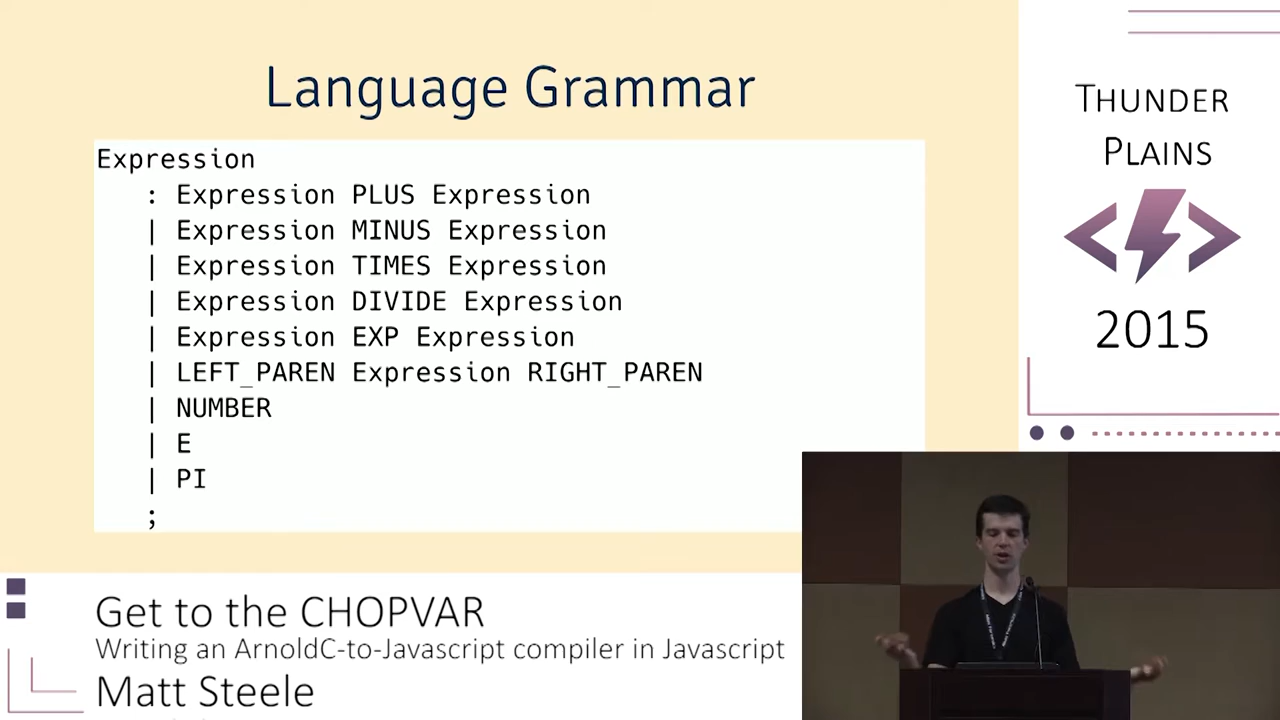 Language Grammar
Expression
: Expression PLUS Expression
| Expression MINUS Expression
| Expression TIMES Expression
| Expression DIVIDE Expression
| Expression EXP Expression
| LEFT_PAREN Expression RIGHT_PAREN
| NUMBER
| E
| PI
;
THUNDER
PLAINS
2015
Get to the CHOPVAR
Writing an ArnoldC-to-Javascript compiler in Javascript
Matt Steele